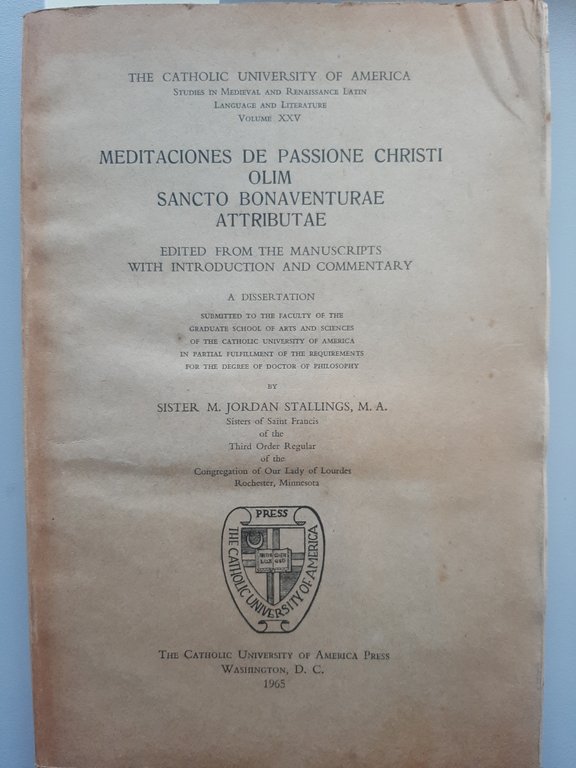 THE CATHOLIC UNIVERSITY OF AMERICA
STUDIES IN MEDIEVAL AND RENAISSANCE LATIN
LANGUAGE AND LITERATURE
VOLUME XXV
MEDITACIONES DE PASSIONE CHRISTI
OLIM
SANCTO BONAVENTURAE
ATTRIBUTAE
EDITED FROM THE MANUSCRIPTS
WITH INTRODUCTION AND COMMENTARY
A DISSERTATION
SUBMITTED TO THE FACULTY OF THE
GRADUATE SCHOOL OF ARTS AND SCIENCES
OF THE CATHOLIC UNIVERSITY OF AMERICA
IN PARTIAL FULFILLMENT OF THE REQUIREMENTS
FOR THE DEGREE OF DOCTOR OF PHILOSOPHY
BY
SISTER M. JORDAN STALLINGS, M. A.
Sisters of Saint Francis
of the
Third Order Regular
of the
Congregation of Our Lady of Lourdes
Rochester, Minnesota
PRESS
THE CATHOLIC UNIVERSITY OF AMERICA
THE CATHOLIC UNIVERSITY OF AMERICA PRESS
WASHINGTON, D. C.
1965